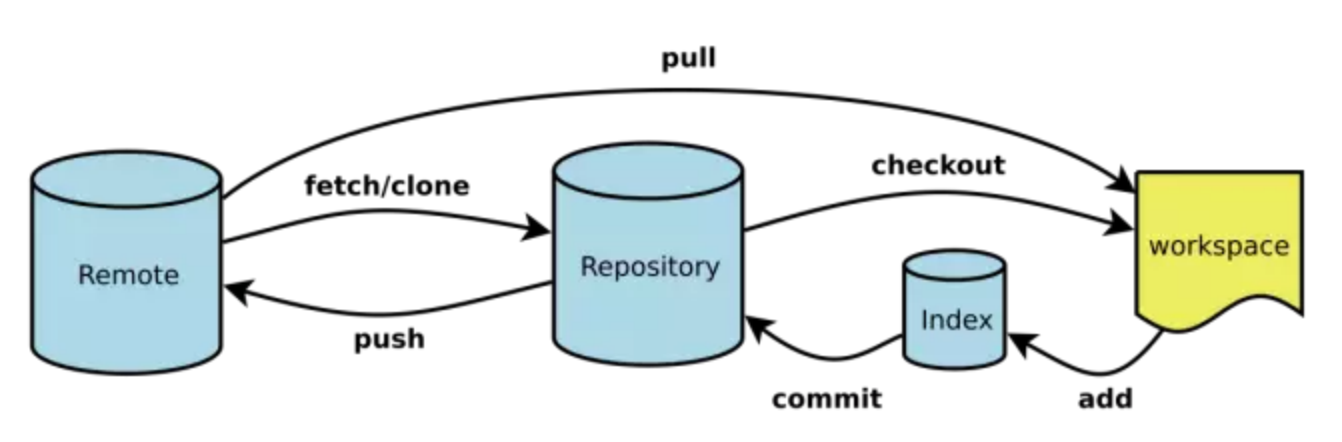 pull
fetch/clone
checkout
Remote
Repository
workspace
Index
push
commit
add